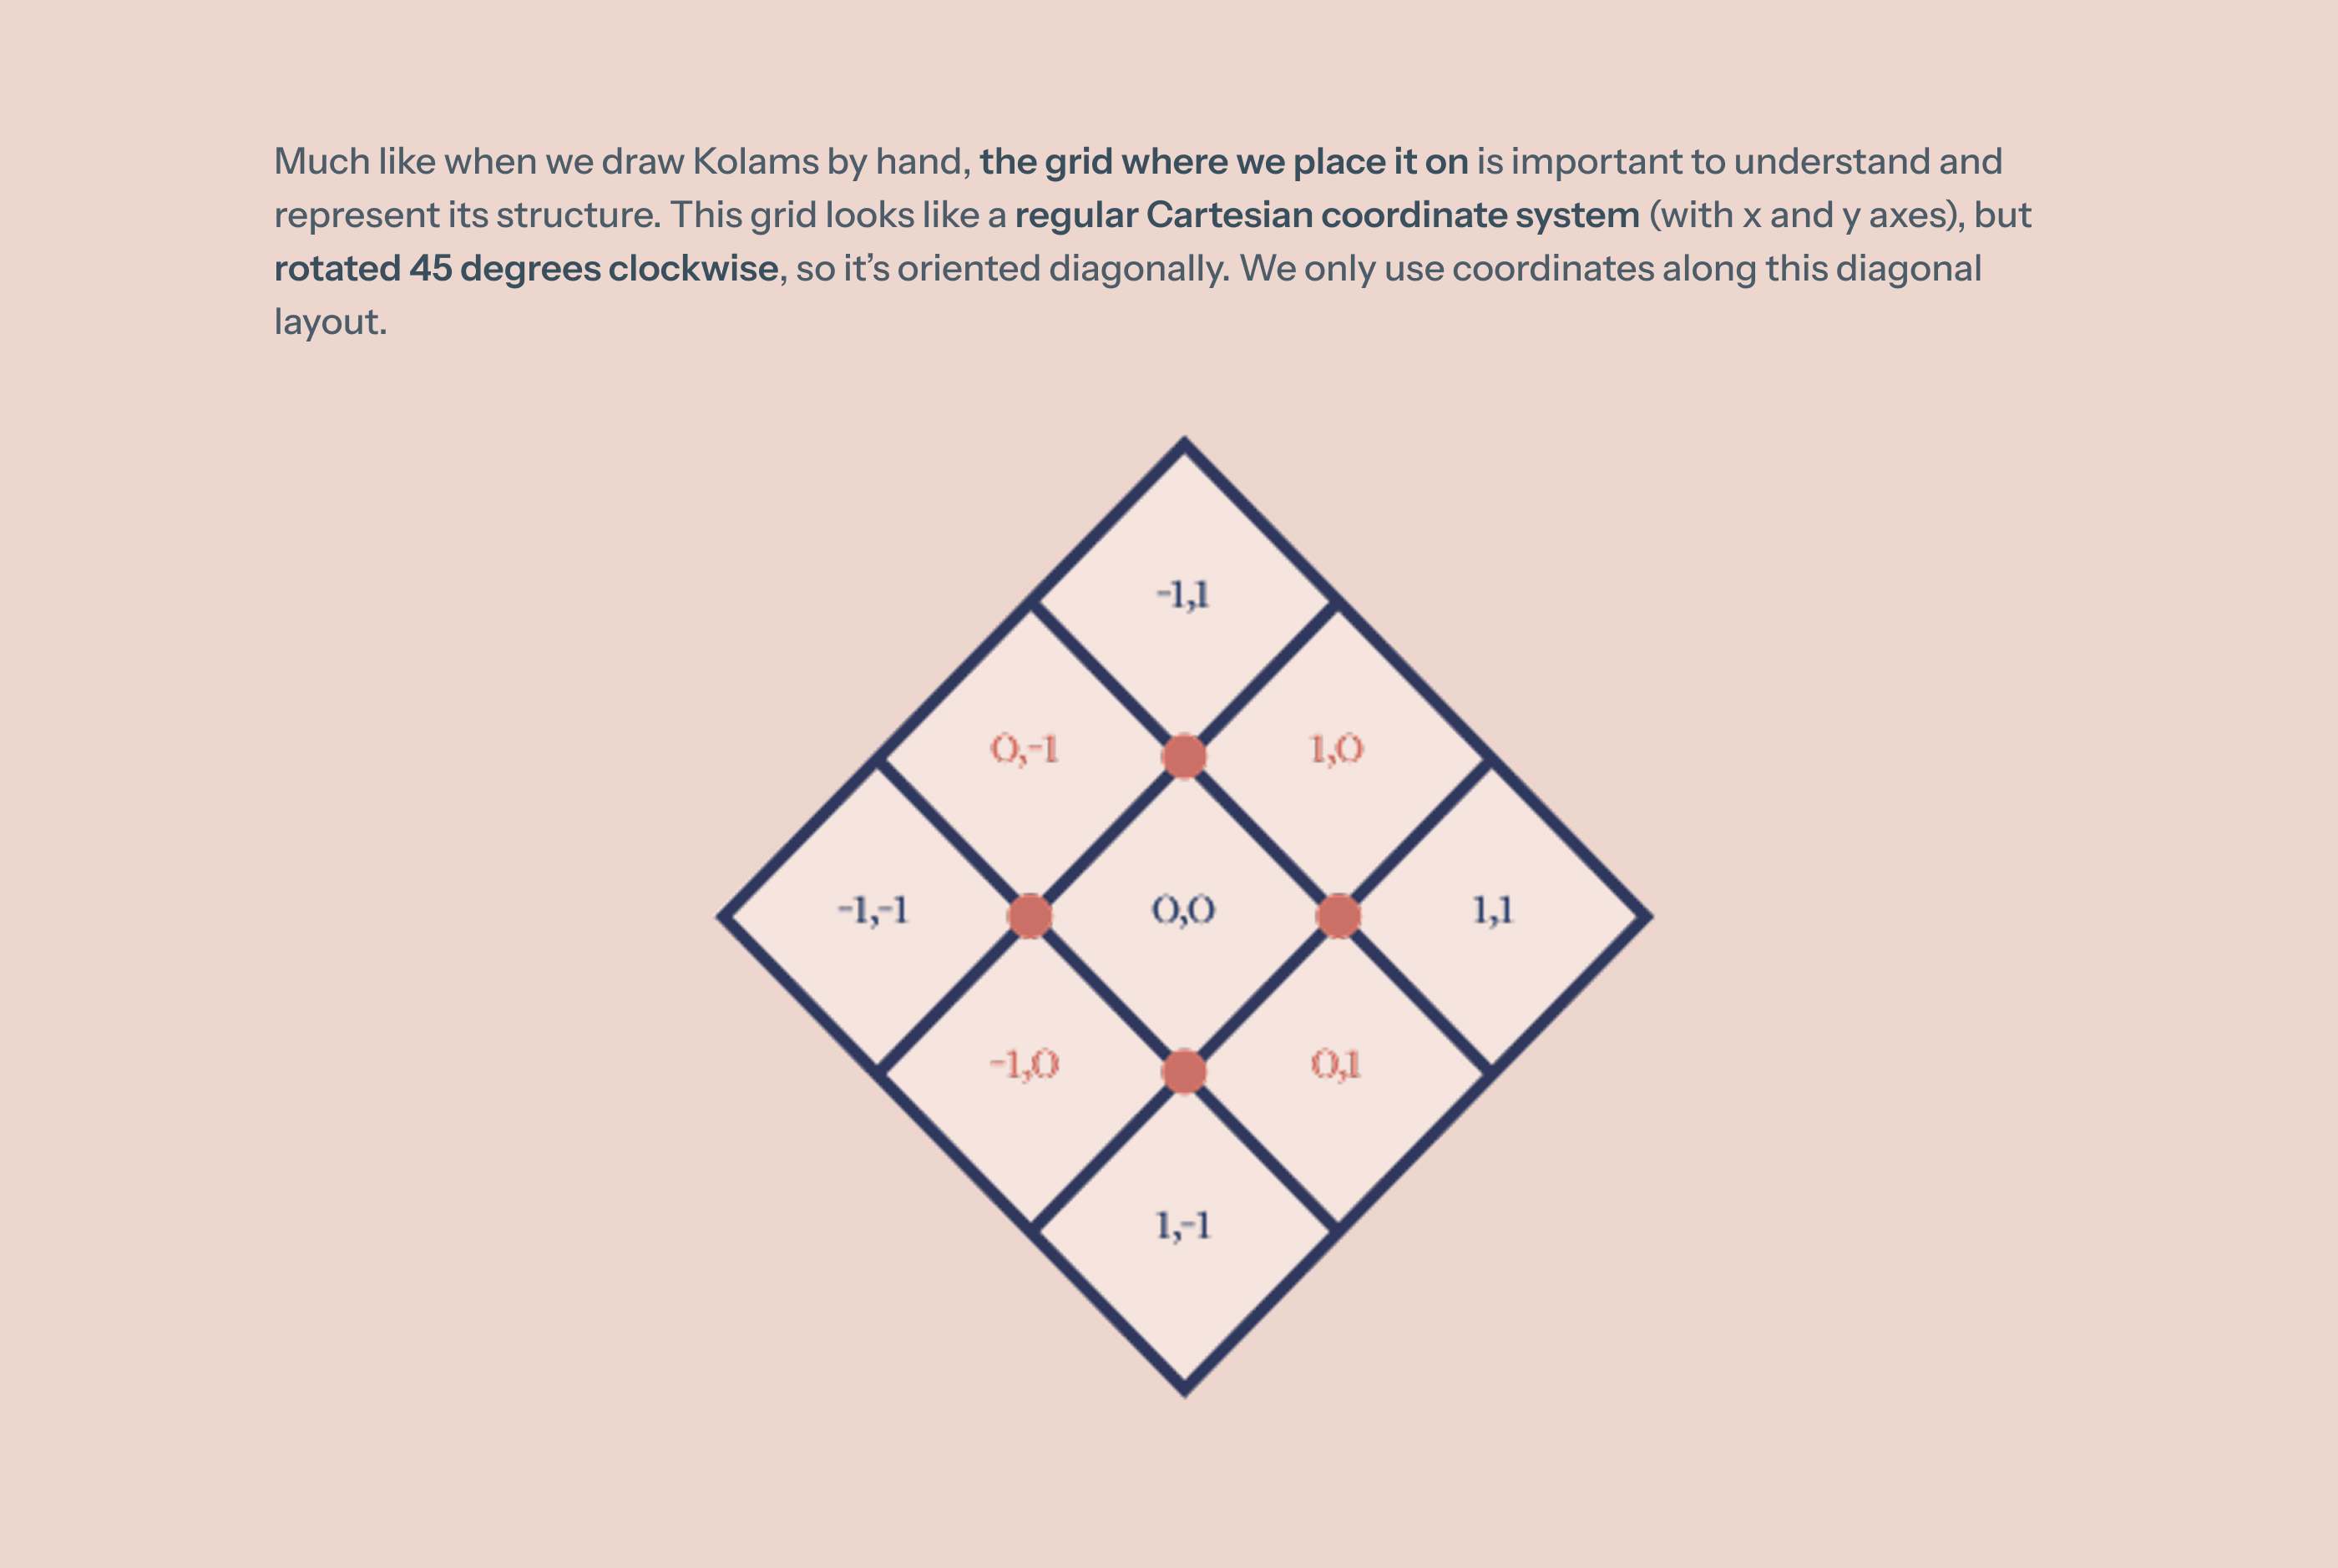 Much like when we draw Kolams by hand, the grid where we place it on is important to understand and
represent its structure. This grid looks like a regular Cartesian coordinate system (with x and y axes), but
rotated 45 degrees clockwise, so it’s oriented diagonally. We only use coordinates along this diagonal
layout.
-1,1
0,-1 1,0
-1,-1 0,0 1,1
-1,0 0,1
1,-1